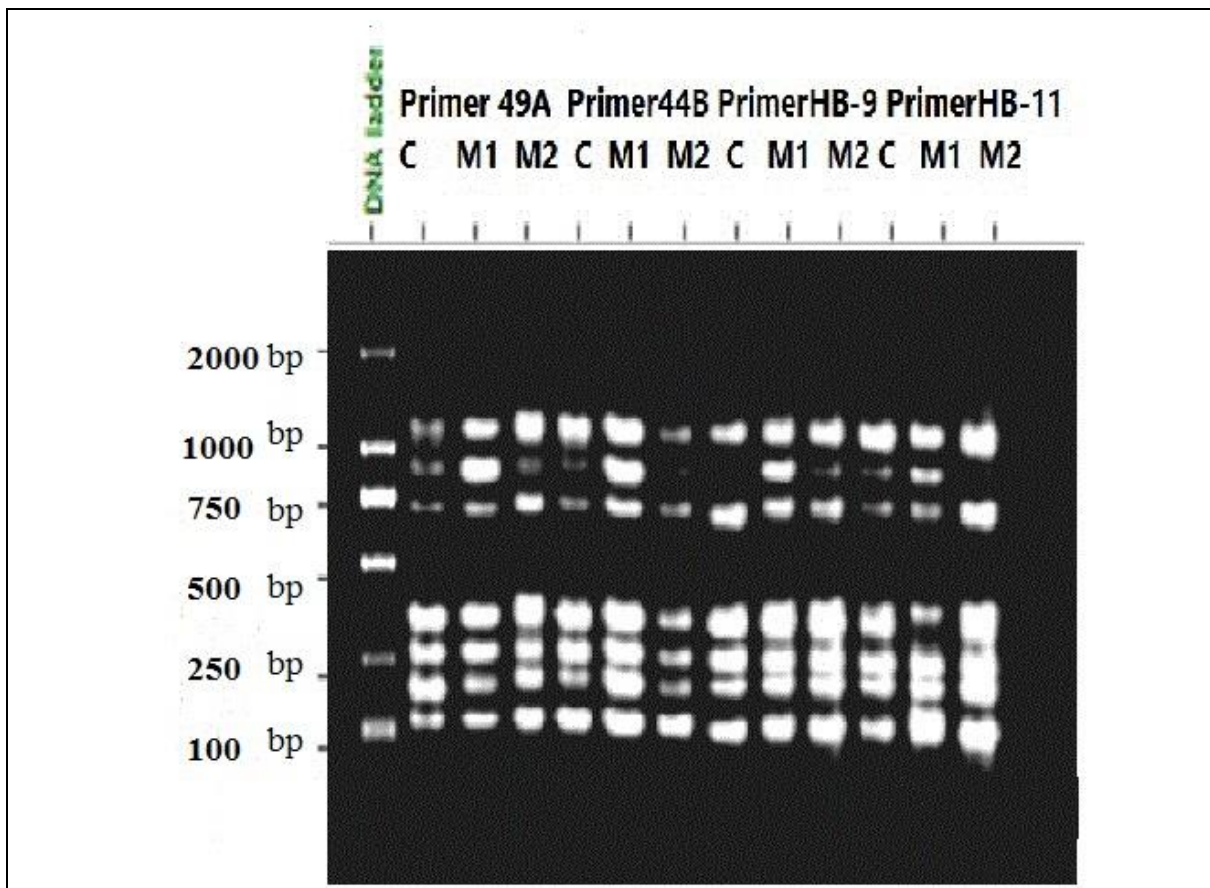 DNA ladder
Primer 49A Primer44B PrimerHB-9 PrimerHB-11
C M1 M2 C M1 M2 C M1 M2 C M1 M2
2000 bp
1000 bp
750 bp
500 bp
250 bp
100 bp